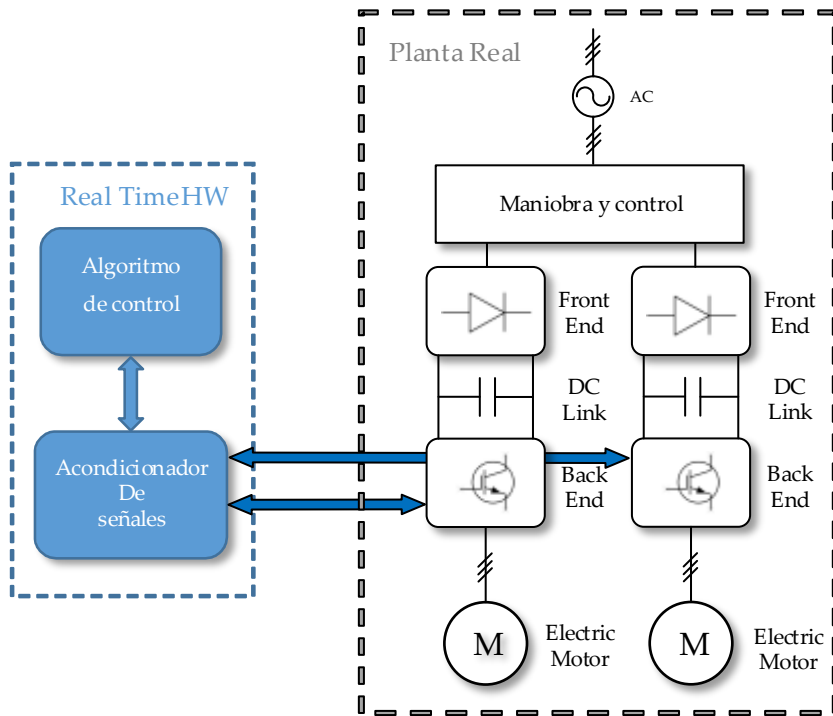 Planta Real
AC
Real TimeHW
Maniobra y control
Algoritmo
de control
Front
End
Front
End
DC
Link
DC
Link
Acondicionador
De
señales
Back
End
Back
End
M
Electric
Motor
M
Electric
Motor